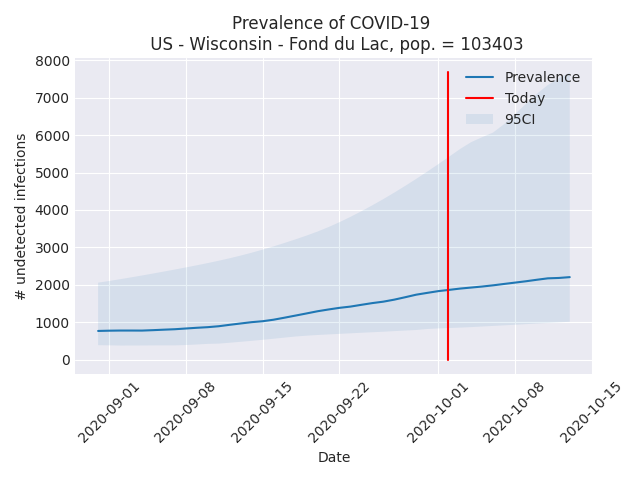 Prevalence of COVID-19
US - Wisconsin - Fond du Lac, pop. = 103403
8000
7000
6000
5000
4000
3000
2000
1000
0
# undetected infections
Prevalence
Today
95CI
2020-09-01
2020-09-08
2020-09-15
2020-09-22
2020-10-01
2020-10-08
2020-10-15
Date